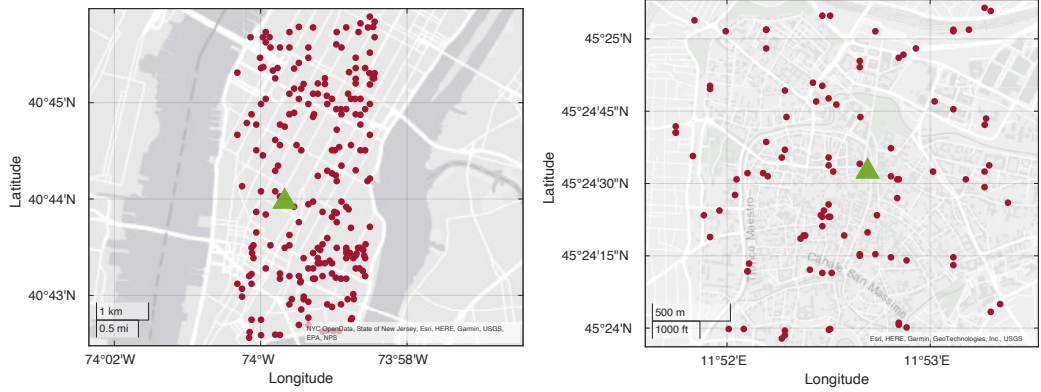 40°45'N
40°44'N
40°43'N
Latitude
1 km
0.5 mi
NYC OpenData, State of New Jersey, Esri, HERE, Garmin, USGS,
EPA, NPS
74°02'W
74°W
73°58'W
Longitude
45°25'N
45°24'45"N
45°24'30"N
45°24'15"N
45°24'N
Latitude
Maestro
Canale San Massimo
500 m
1000 ft
Esri, HERE, Garmin, GeoTechnologies, Inc., USGS
11°52'E
11°53'E
Longitude